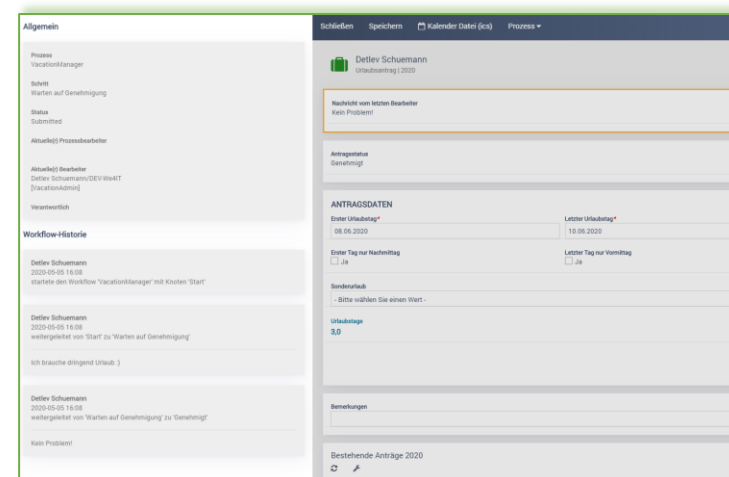 Allgemein
Prozess
VacationManager
Schritt
Warten auf Genehmigung
Status
Submitted
Aktuelle(r) Prozessbearbeiter
Aktuelle(r) Bearbeiter
Detlev Schuemann/DEV-We4IT
[VacationAdmin]
Verantwortlich
Workflow-Historie
Detlev Schuemann
2020-05-05 16:08
startete den Workflow 'VacationManager' mit Knoten 'Start'
Detlev Schuemann
2020-05-05 16:08
weitergeleitet von 'Start' zu 'Warten auf Genehmigung'
Ich brauche dringend Urlaub :)
Detlev Schuemann
2020-05-05 16:08
weitergeleitet von 'Warten auf Genehmigung' zu 'Genehmigt'
Kein Problem!
Schließen Speichern Kalender Datei (ics) Prozess
Detlev Schuemann
Urlaubsantrag | 2020
Nachricht vom letzten Bearbeiter
Kein Problem!
Antragsstatus
Genehmigt
ANTRAGSDATEN
Erster Urlaubstag* Letzter Urlaubstag*
08.06.2020 10.06.2020
Erster Tag nur Nachmittag Letzter Tag nur Vormittag
Ja Ja
Sonderurlaub
- Bitte wählen Sie einen Wert -
Urlaubstage
3,0
Bemerkungen
Bestehende Anträge 2020